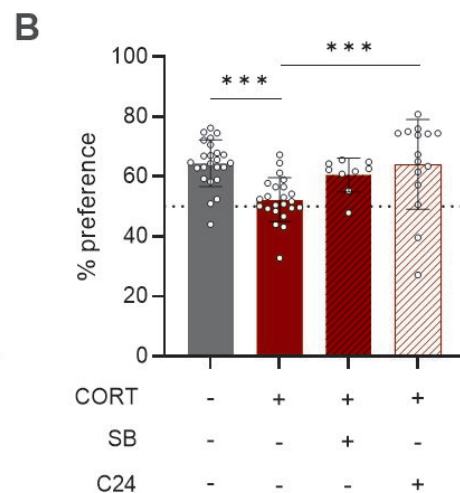 B
***
***
100
80
60
40
20
0
% preference
CORT - + + +
SB - - + -
C24 - - - +